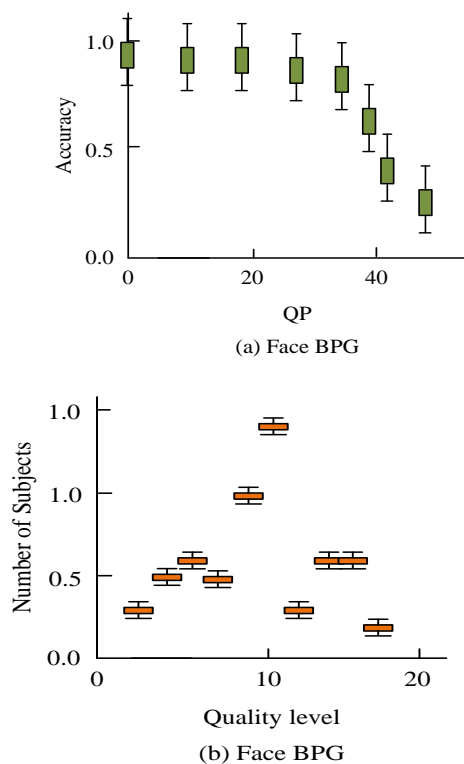 1.0
0.5
0.0
Accuracy
0 20 40
QP
(a) Face BPG
1.0
1.0
0.5
0.0
Number of Subjects
0 10 20
Quality level
(b) Face BPG